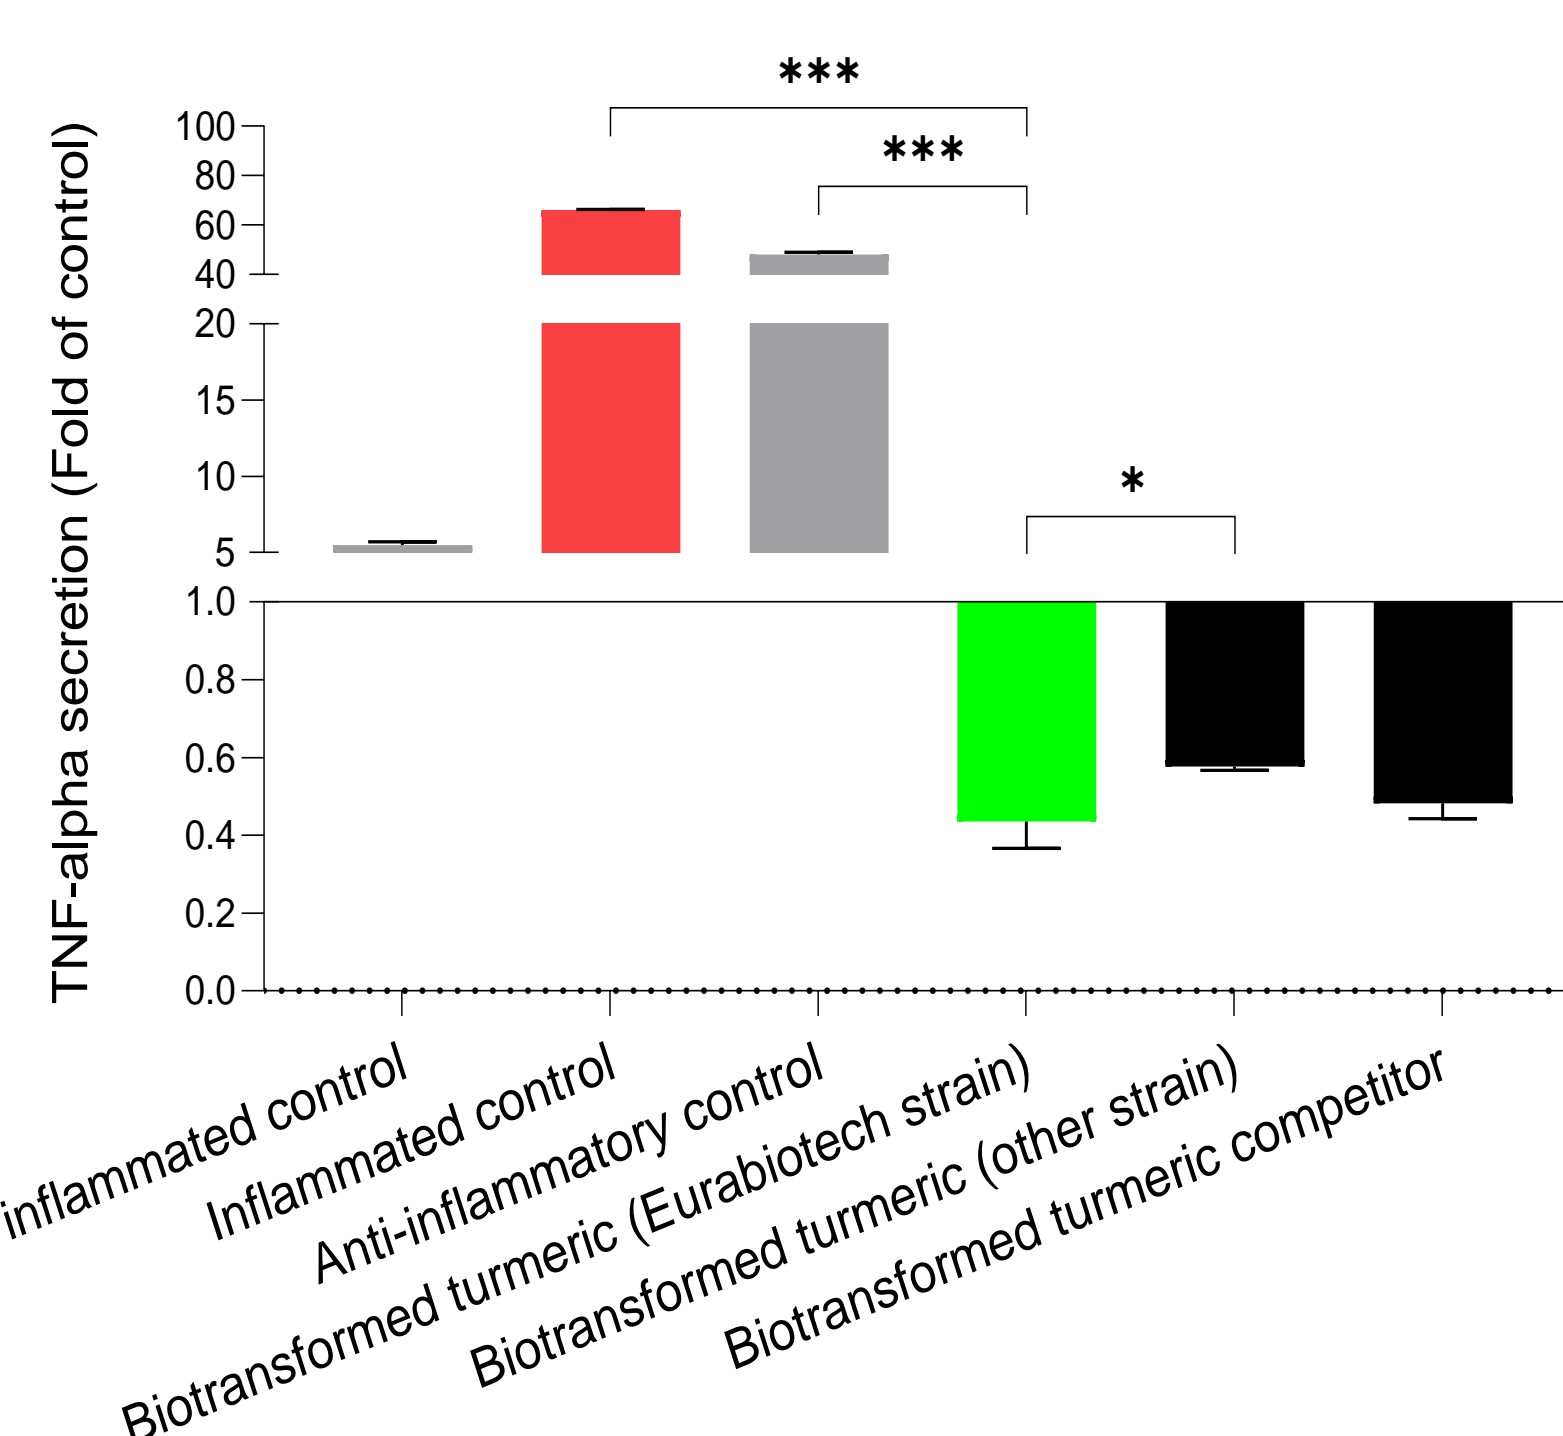 ***
***
*
TNF-alpha secretion (Fold of control)
100
80
60
40
20
15
10
5
1.0
0.8
0.6
0.4
0.2
0.0
inflammated control
Inflammated control
Anti-inflammatory control
Biotransformed turmeric (Eurabiotech strain)
Biotransformed turmeric (other strain)
Biotransformed turmeric competitor